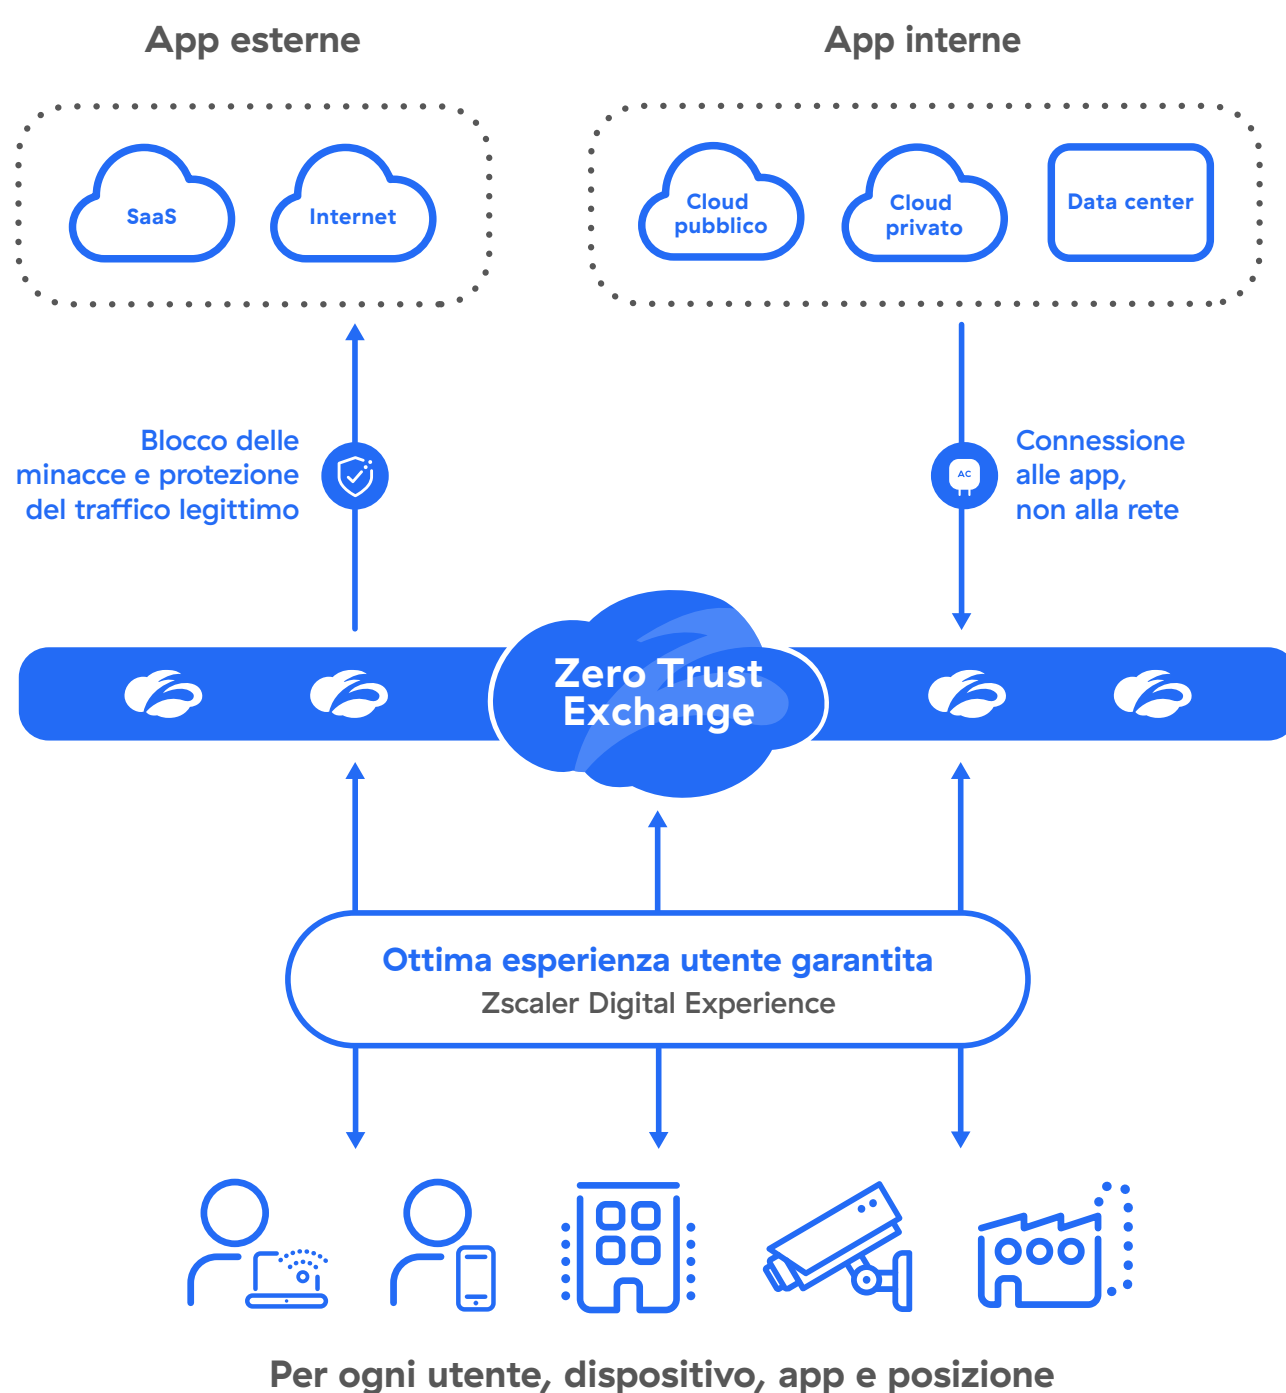 App esterne
App interne
SaaS
Internet
Cloud
pubblico
Cloud
privato
Data center
Blocco delle
minacce e protezione
del traffico legittimo
AC
Connessione
alle app,
non alla rete
Zero Trust
Exchange
Ottima esperienza utente garantita
Zscaler Digital Experience
Per ogni utente, dispositivo, app e posizione